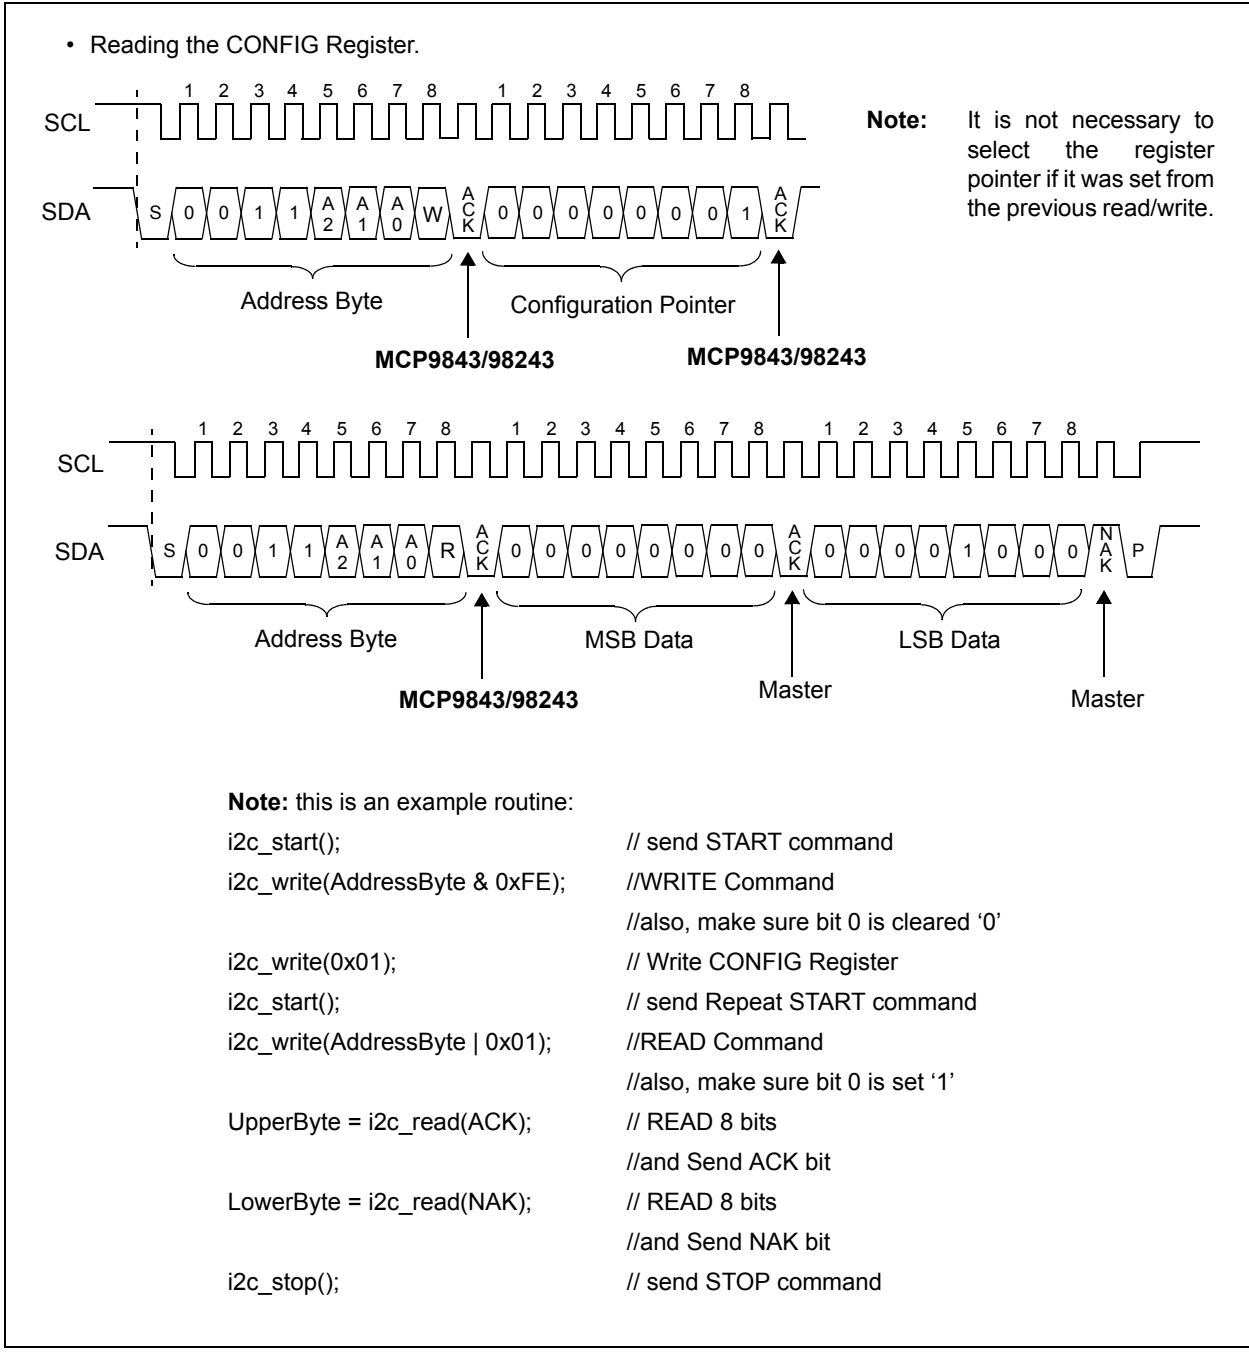 • Reading the CONFIG Register.
1 2 3 4 5 6 7 8 1 2 3 4 5 6 7 8
SCL
Note: It is not necessary to
select the register
pointer if it was set from
the previous read/write.
SDA S 0 0 1 1 A2 A1 A0 W ACK 0 0 0 0 0 0 0 1 ACK
Address Byte Configuration Pointer
MCP9843/98243 MCP9843/98243
1 2 3 4 5 6 7 8 1 2 3 4 5 6 7 8 1 2 3 4 5 6 7 8
SCL
SDA S 0 0 1 1 A2 A1 A0 R ACK 0 0 0 0 0 0 0 0 ACK 0 0 0 0 1 0 0 0 NAK P
Address Byte MSB Data LSB Data
MCP9843/98243 Master Master
Note: this is an example routine:
i2c_start(); // send START command
i2c_write(AddressByte & 0xFE); //WRITE Command
//also, make sure bit 0 is cleared ‘0’
i2c_write(0x01); // Write CONFIG Register
i2c_start(); // send Repeat START command
i2c_write(AddressByte | 0x01); //READ Command
//also, make sure bit 0 is set ‘1’
UpperByte = i2c_read(ACK); // READ 8 bits
//and Send ACK bit
LowerByte = i2c_read(NAK); // READ 8 bits
//and Send NAK bit
i2c_stop(); // send STOP command